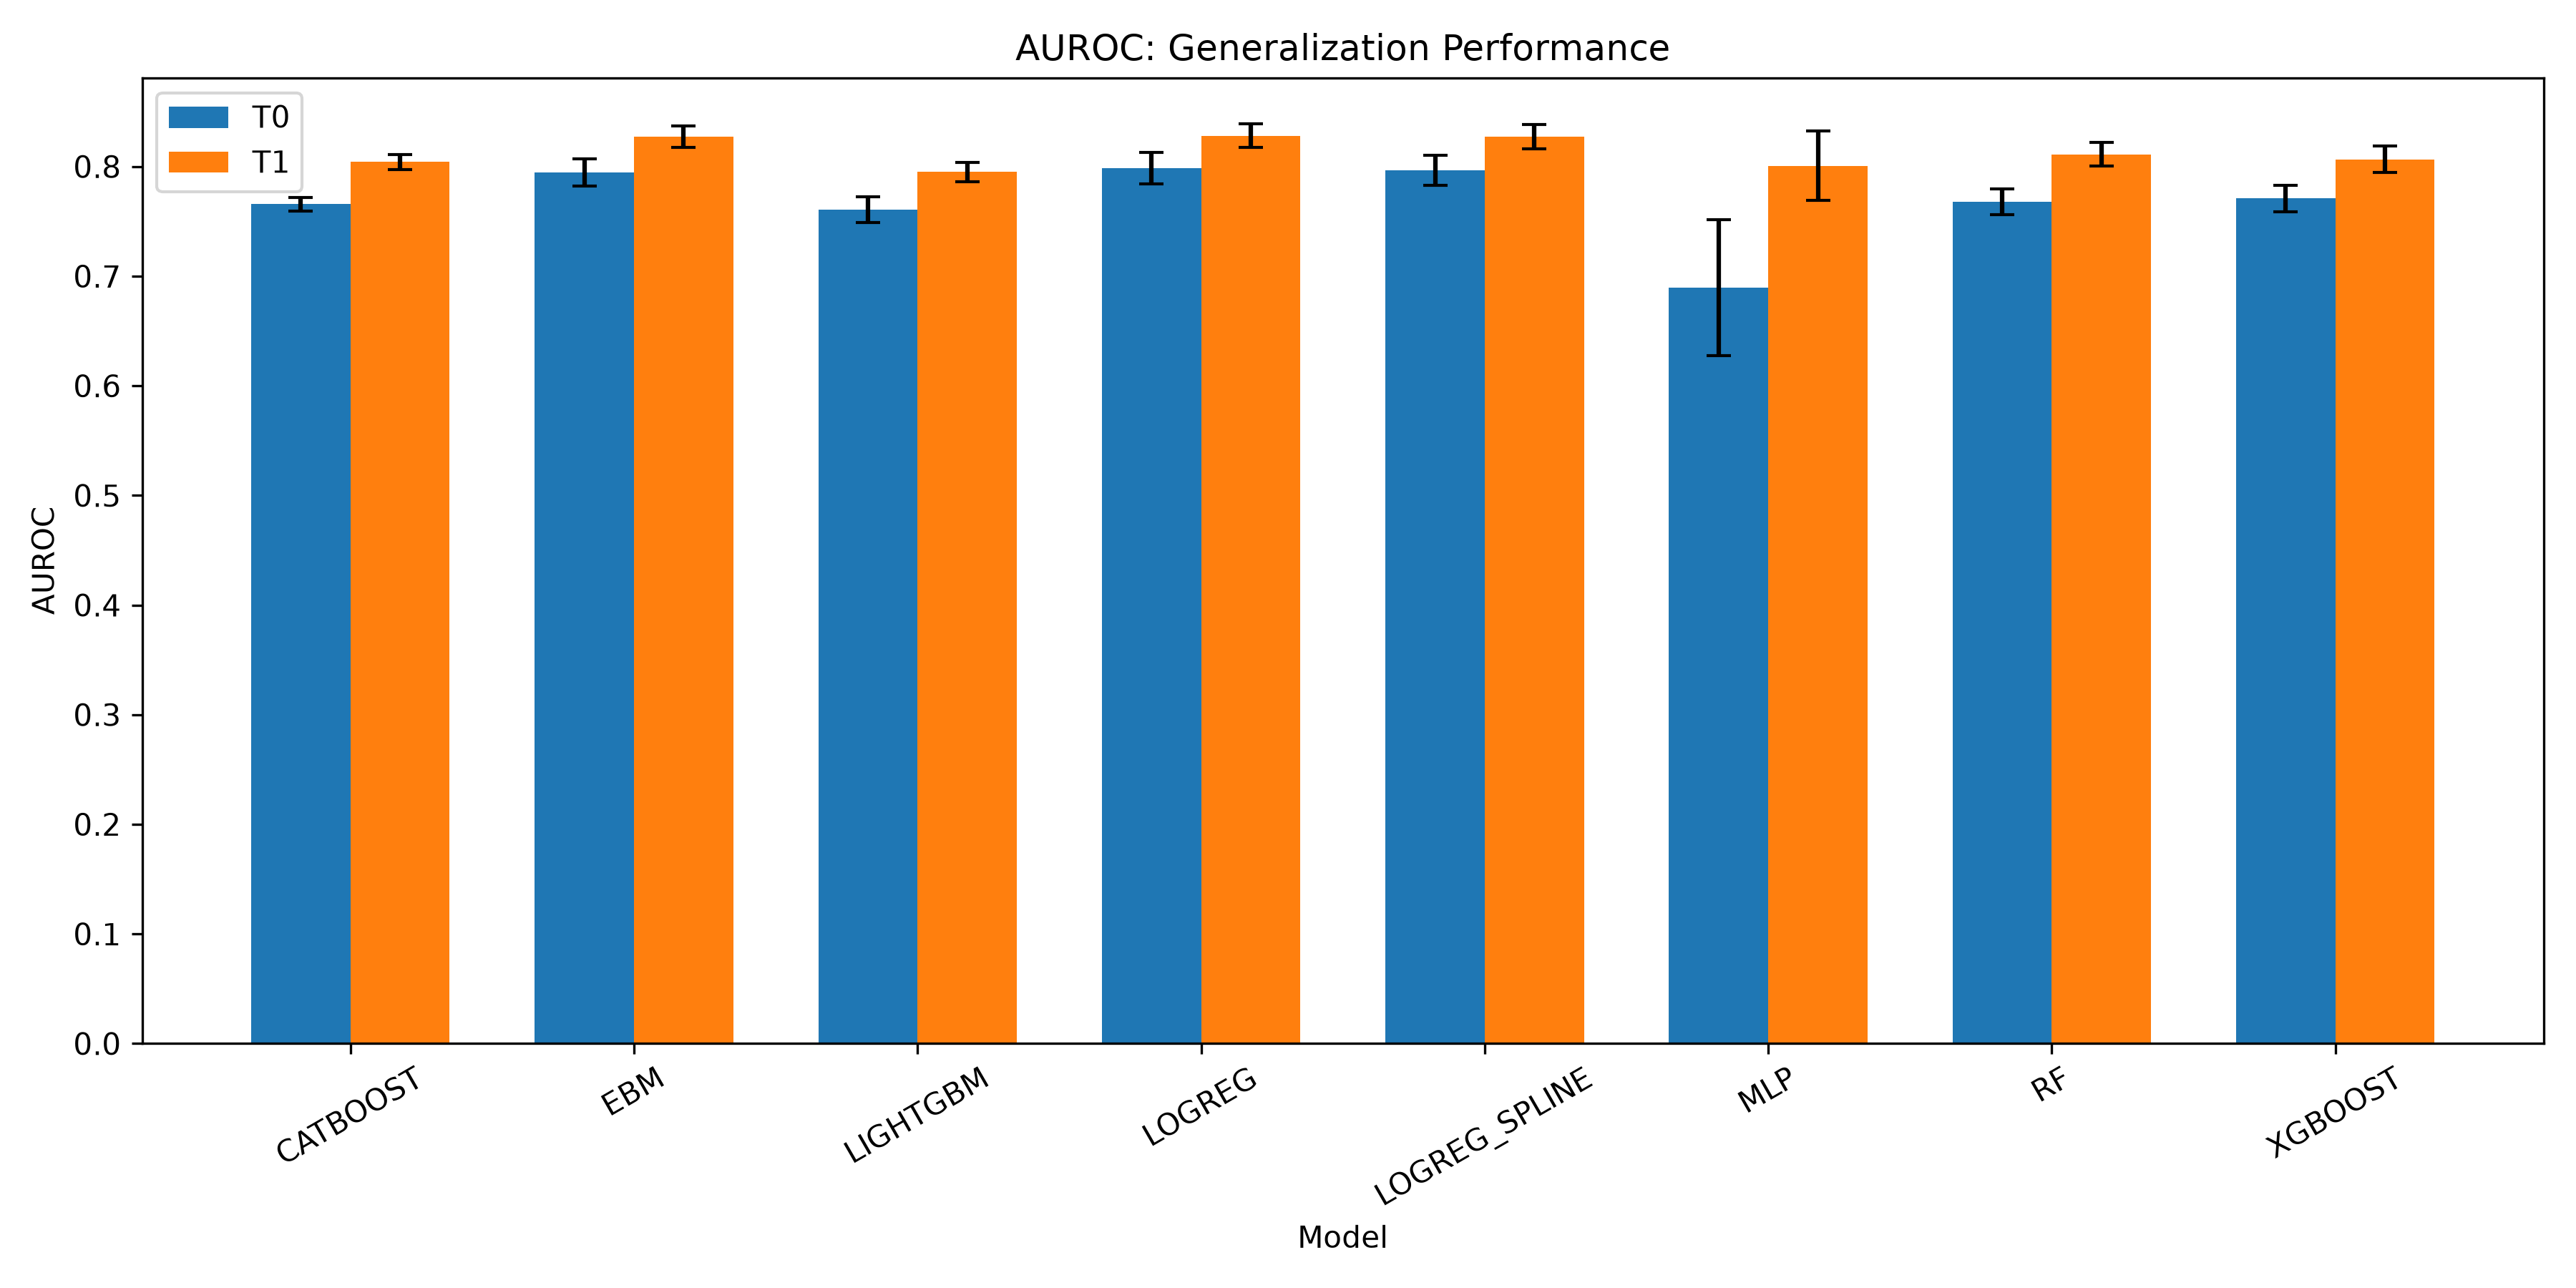 AUROC: Generalization Performance
T0
T1
AUROC
0.8
0.7
0.6
0.5
0.4
0.3
0.2
0.1
0.0
CATBOOST
EBM
LIGHTGBM
LOGREG
LOGREG_SPLINE
MLP
RF
XGBOOST
Model